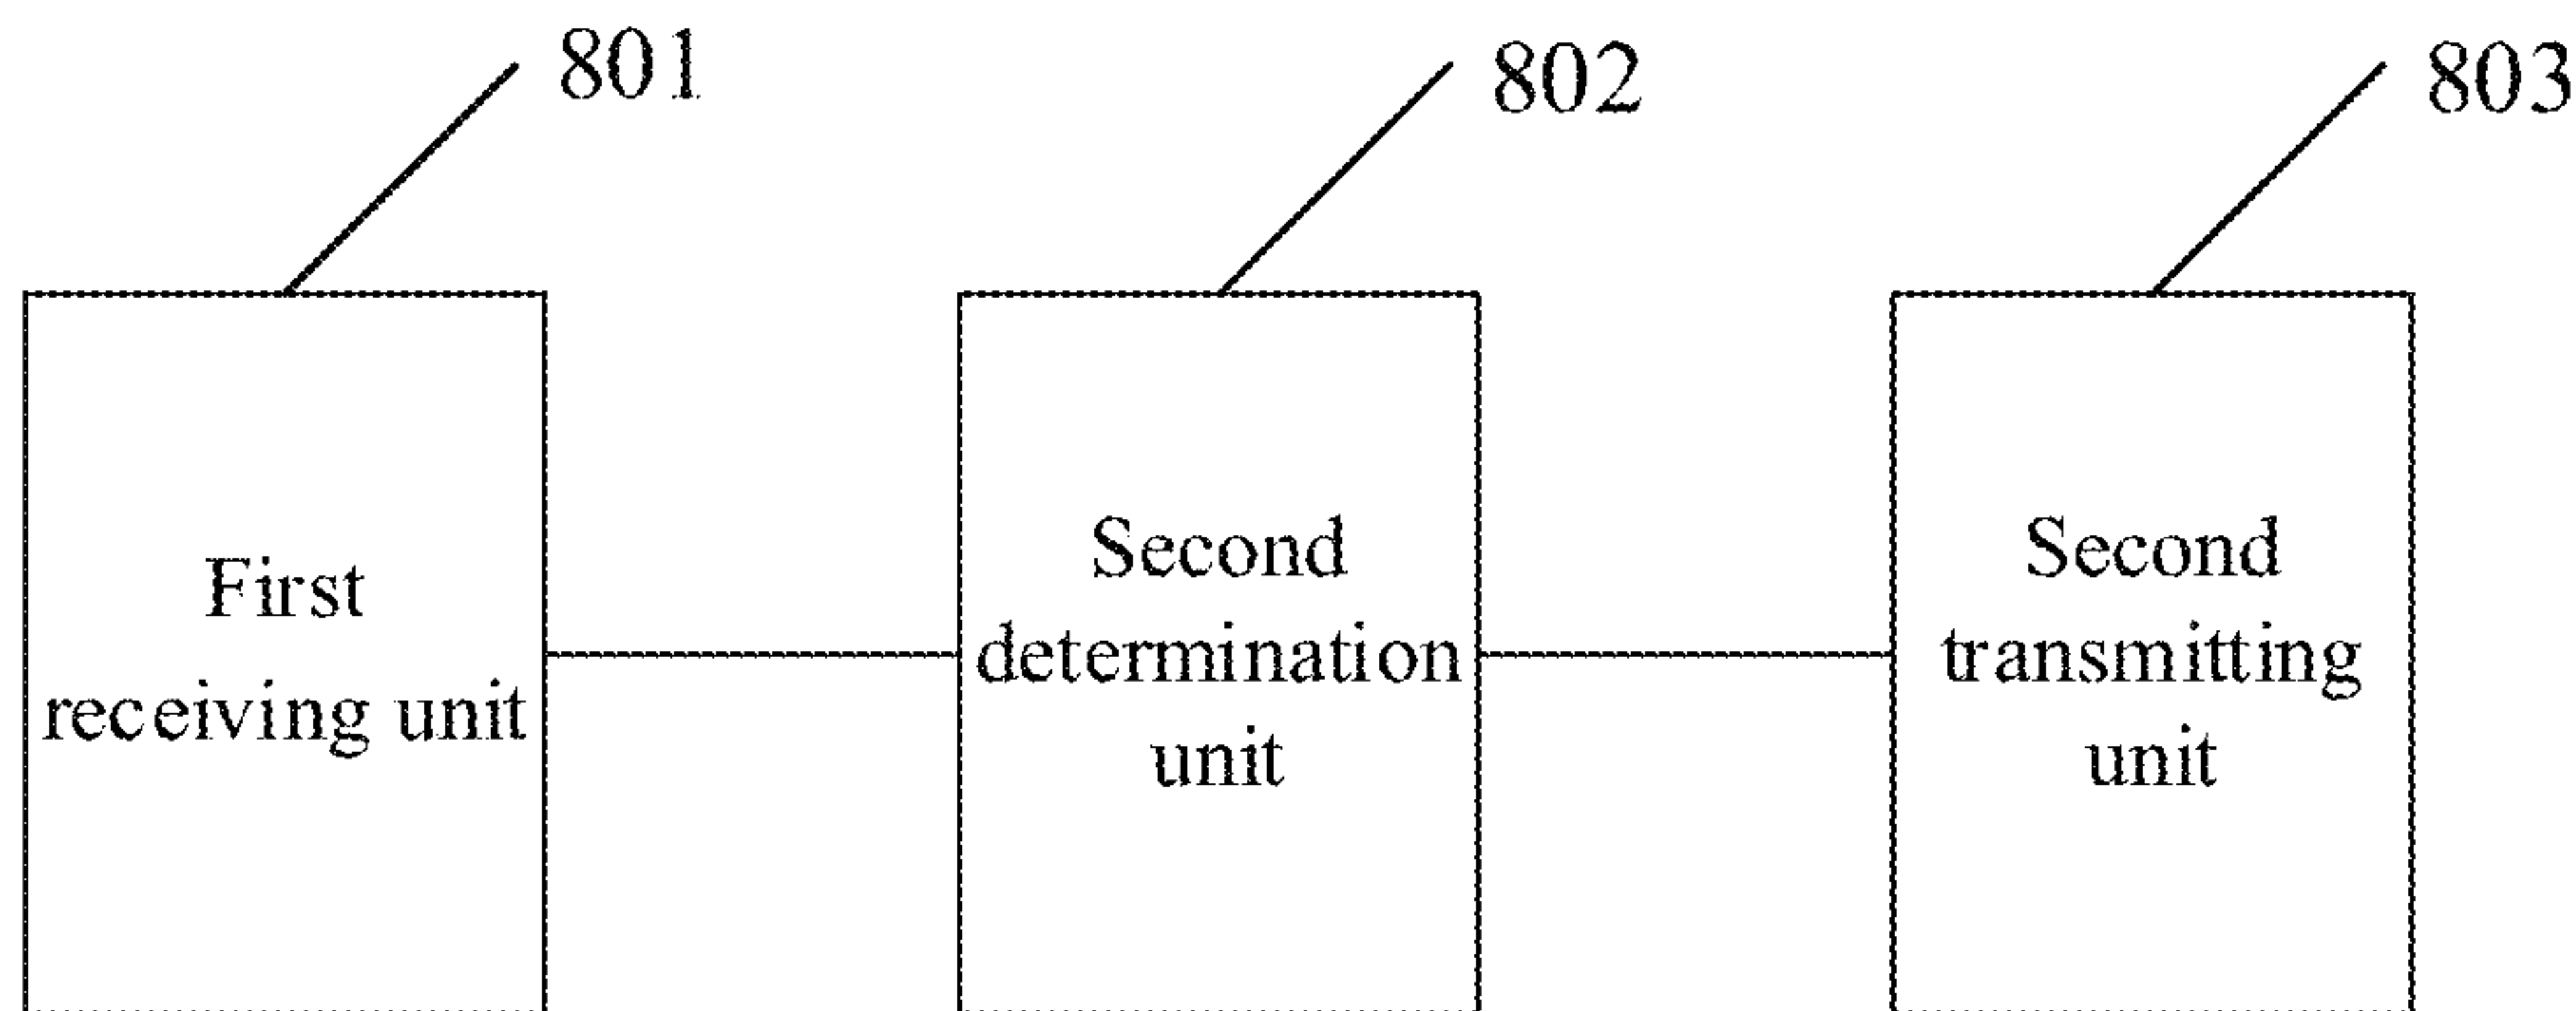 801
802
803
First
receiving unit
Second
determination
unit
Second
transmitting
unit